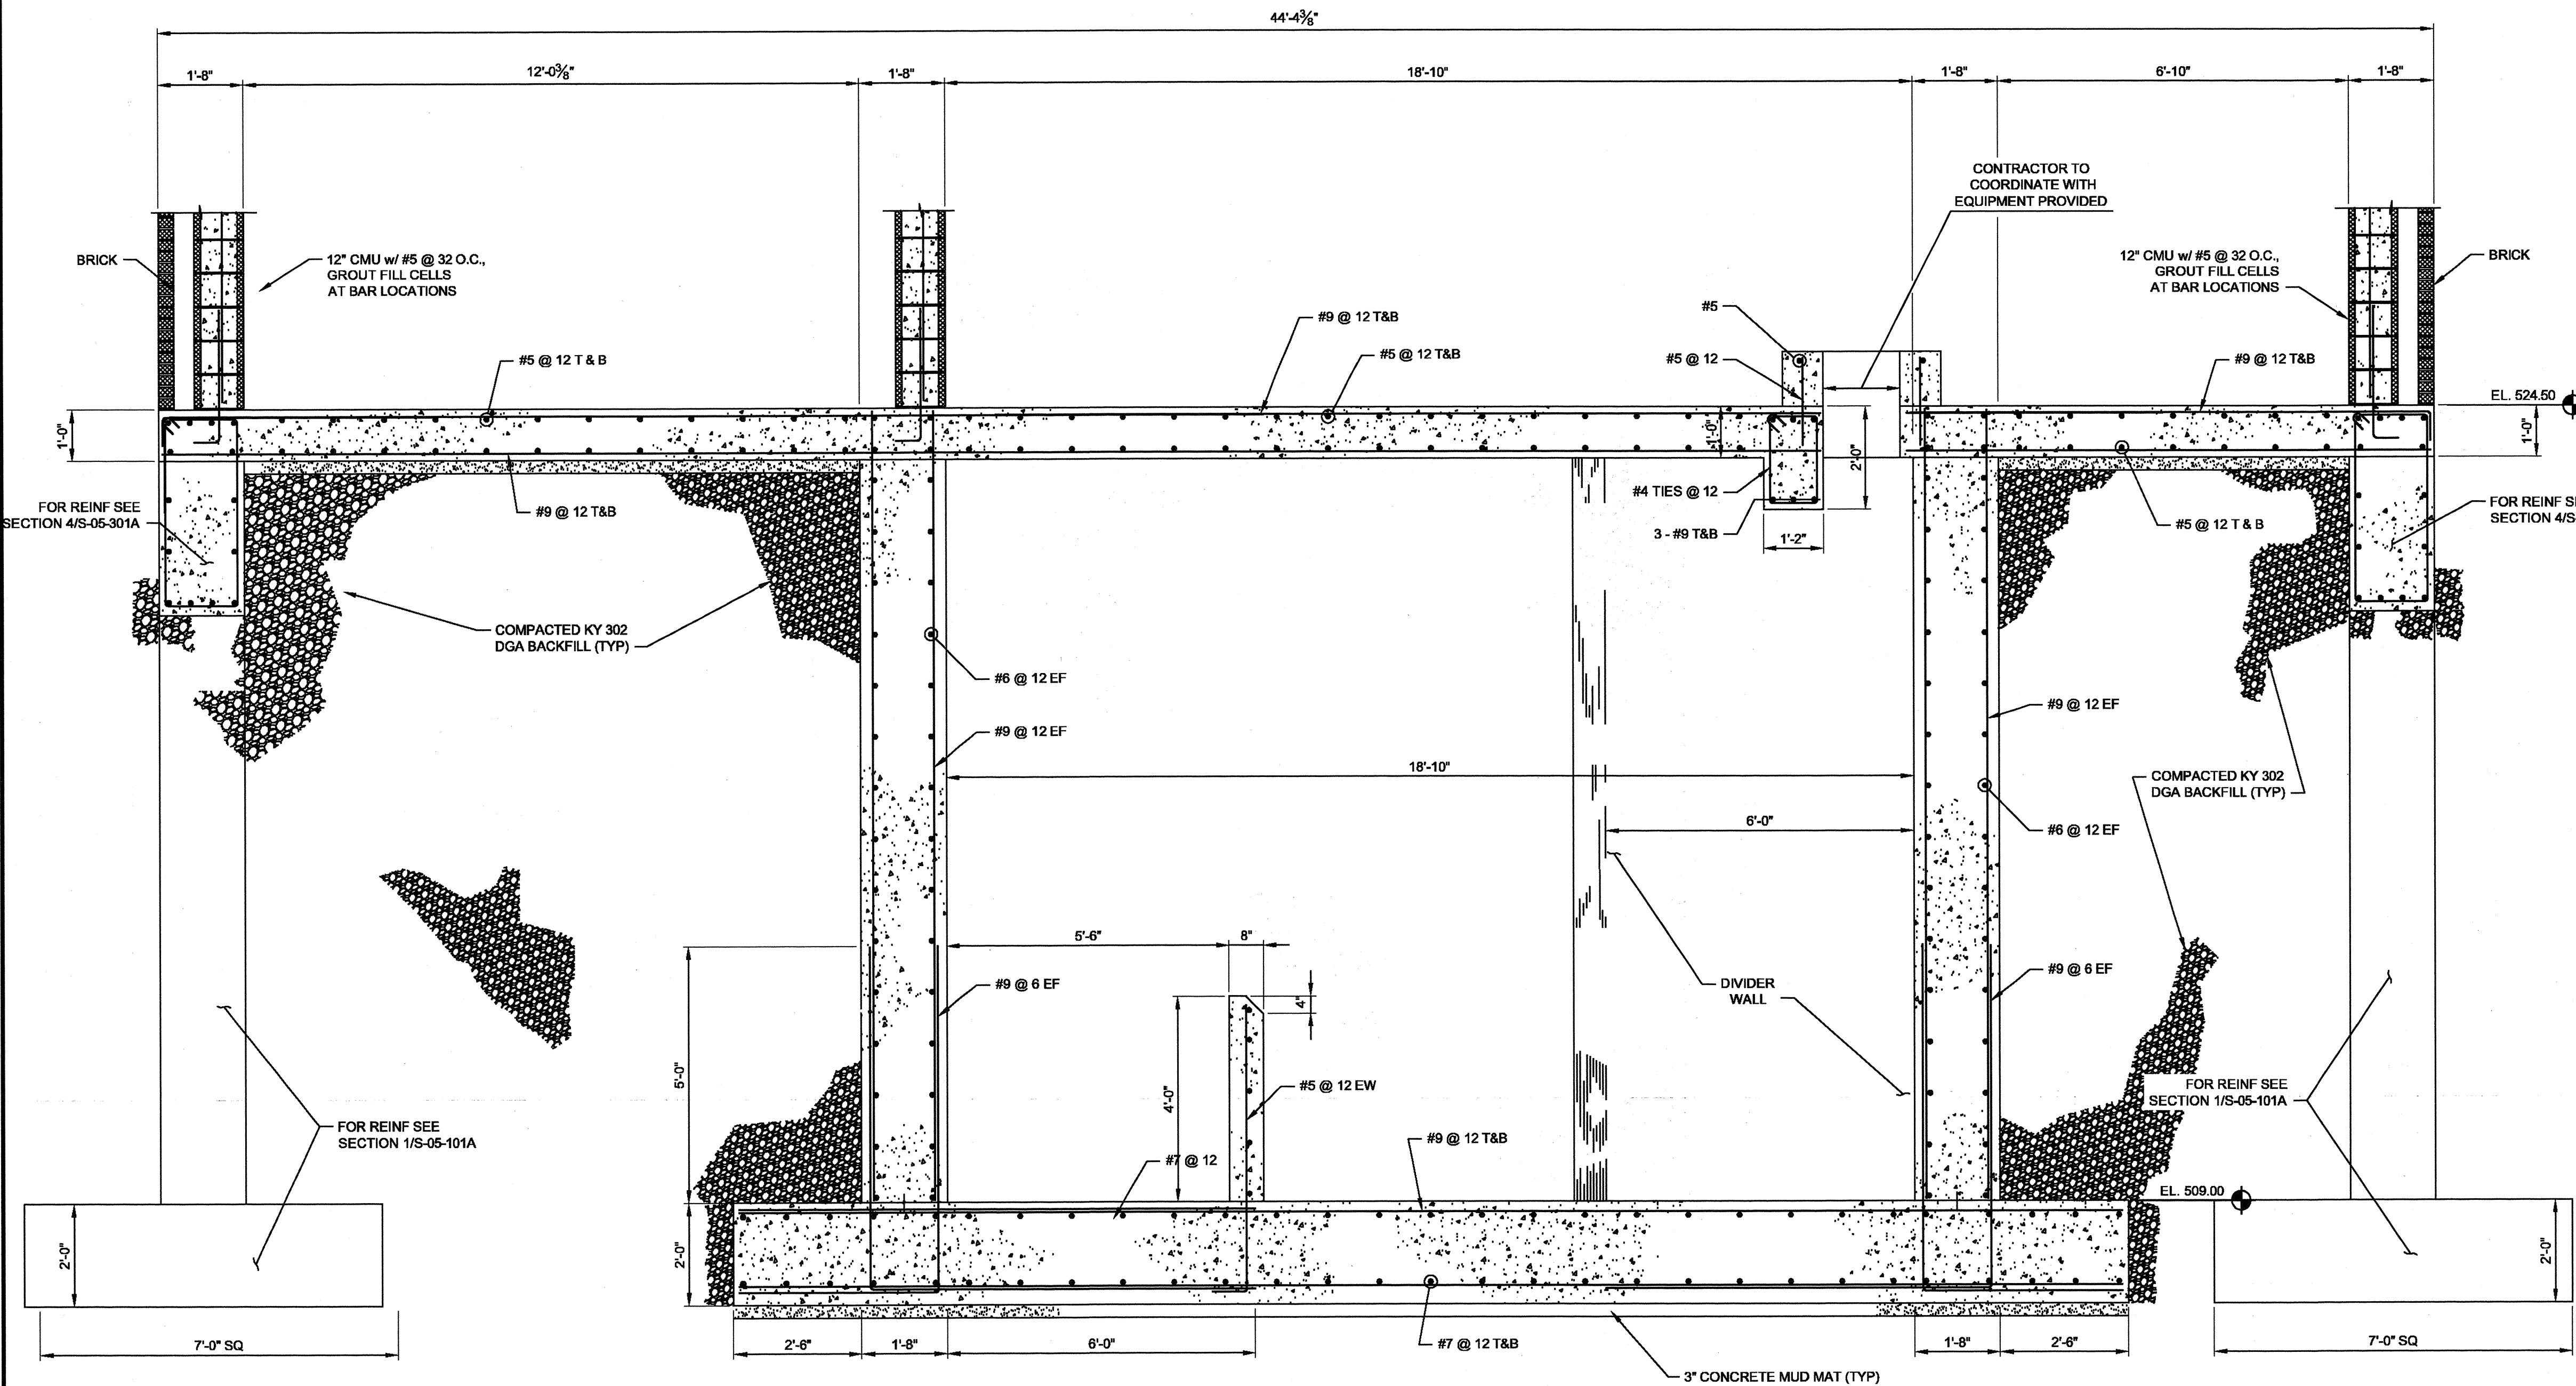 44'-4⅜"
1'-8"
12'-0⅜"
1'-8"
18'-10"
1'-8"
6'-10"
1'-8"
CONTRACTOR TO
COORDINATE WITH
EQUIPMENT PROVIDED
BRICK
12" CMU w/ #5 @ 32 O.C.,
GROUT FILL CELLS
AT BAR LOCATIONS
12" CMU w/ #5 @ 32 O.C.,
GROUT FILL CELLS
AT BAR LOCATIONS
BRICK
#9 @ 12 T&B
#5
#5 @ 12 T & B
#5 @ 12 T&B
#5 @ 12
#9 @ 12 T&B
EL. 524.50
1'-0"
1'-0"
2'-0"
1'-0"
FOR REINF SEE
SECTION 4/S-05-301A
#9 @ 12 T&B
#4 TIES @ 12
3 - #9 T&B
1'-2"
#5 @ 12 T & B
FOR REINF S
SECTION 4/S
COMPACTED KY 302
DGA BACKFILL (TYP)
#6 @ 12 EF
#9 @ 12 EF
#9 @ 12 EF
18'-10"
COMPACTED KY 302
DGA BACKFILL (TYP)
6'-0"
#6 @ 12 EF
5'-6"
8"
#9 @ 6 EF
#9 @ 6 EF
4"
DIVIDER
WALL
5'-0"
4'-0"
#5 @ 12 EW
FOR REINF SEE
SECTION 1/S-05-101A
FOR REINF SEE
SECTION 1/S-05-101A
#7 @ 12
#9 @ 12 T&B
EL. 509.00
2'-0"
2'-0"
2'-0"
7'-0" SQ
2'-6"
1'-8"
6'-0"
#7 @ 12 T&B
1'-8"
2'-6"
7'-0" SQ
3" CONCRETE MUD MAT (TYP)